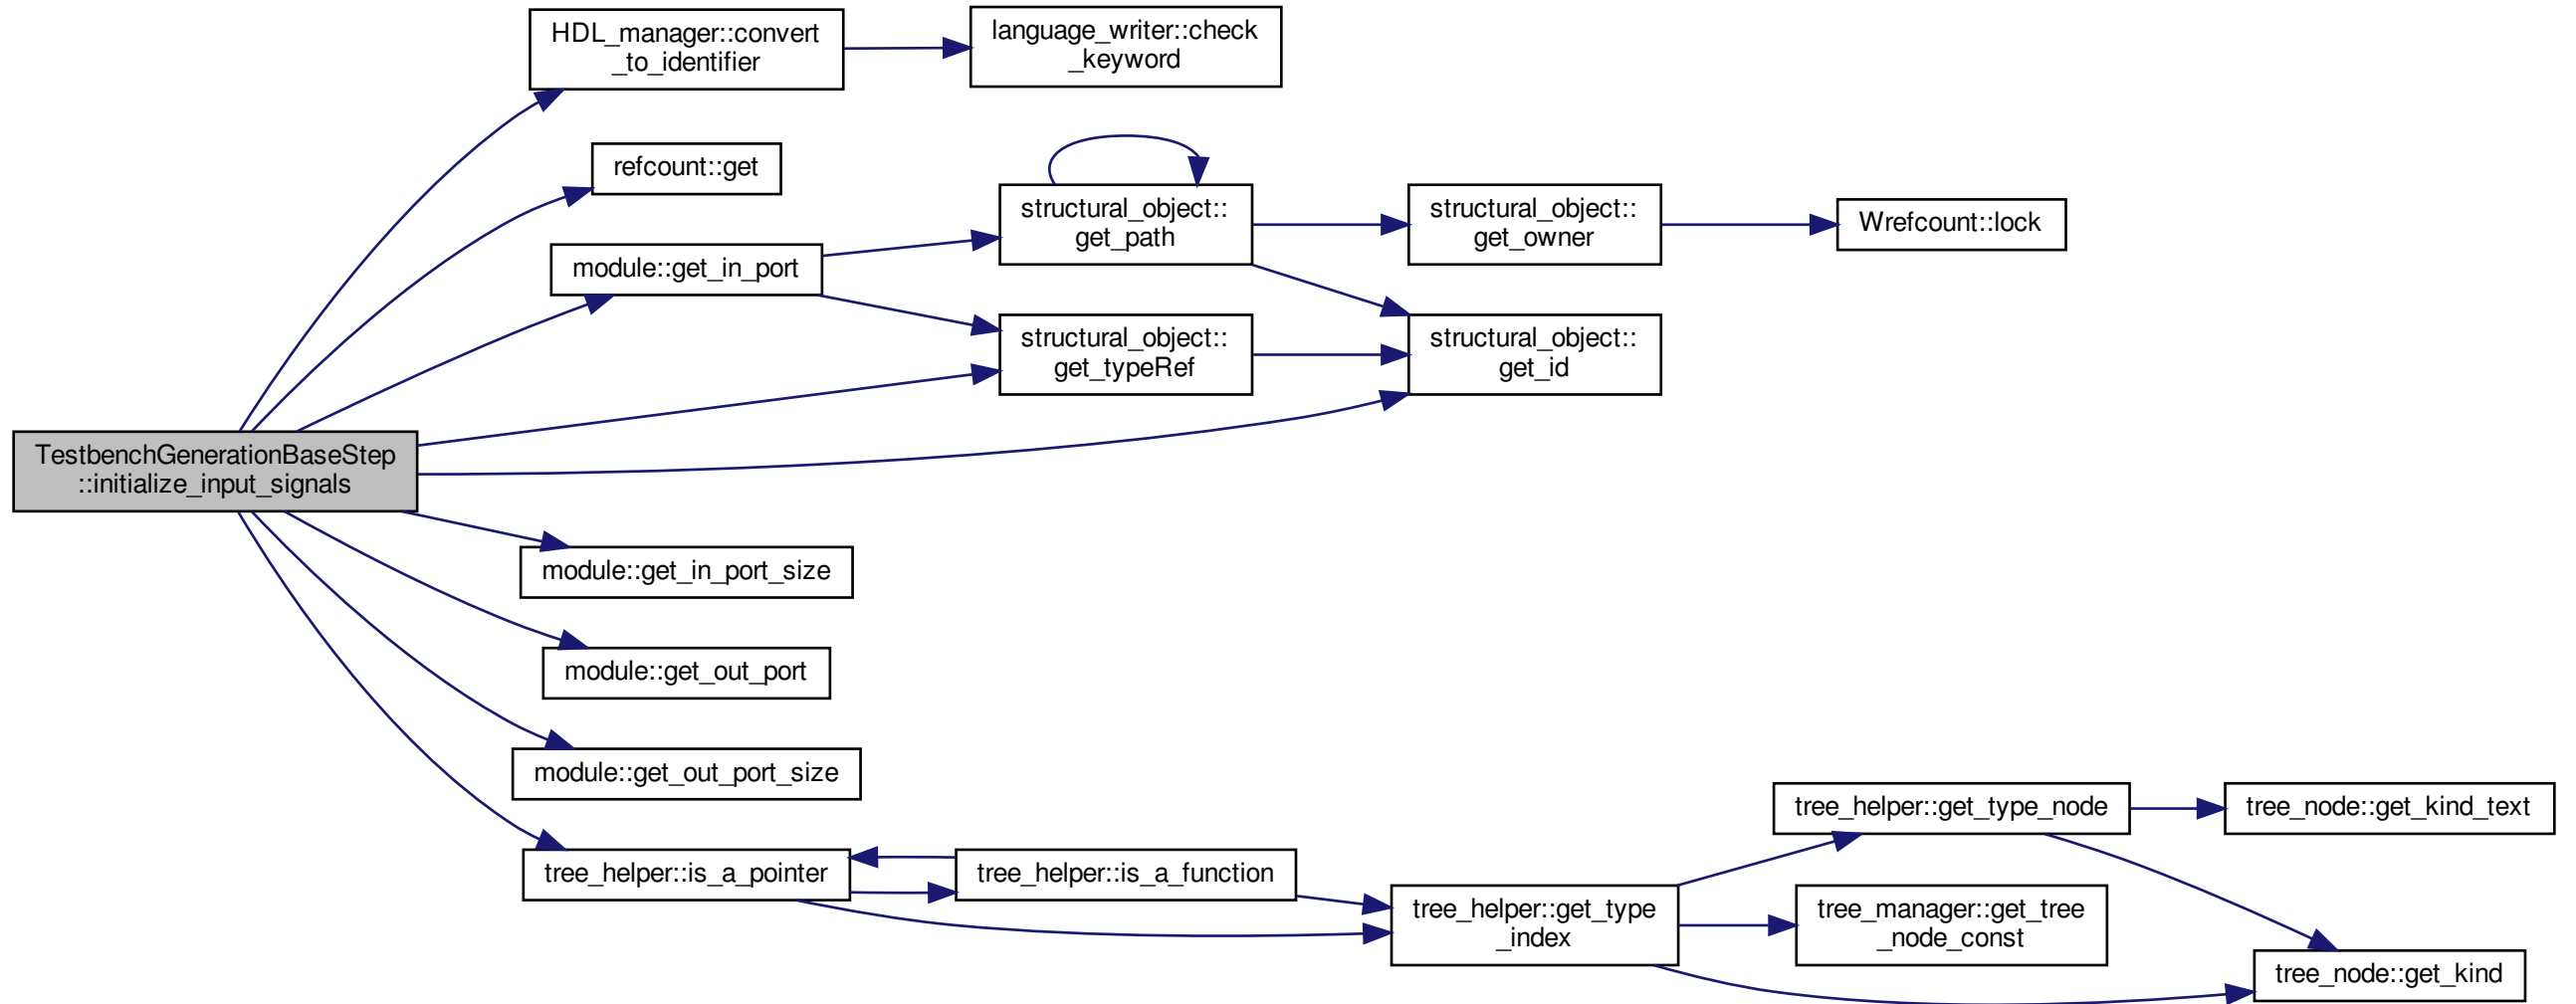 HDL_manager::convert
_to_identifier
language_writer::check
_keyword
refcount::get
structural_object::
get_path
structural_object::
get_owner
Wrefcount::lock
module::get_in_port
structural_object::
get_typeRef
structural_object::
get_id
TestbenchGenerationBaseStep
::initialize_input_signals
module::get_in_port_size
module::get_out_port
module::get_out_port_size
tree_helper::get_type_node
tree_node::get_kind_text
tree_helper::is_a_pointer
tree_helper::is_a_function
tree_helper::get_type
_index
tree_manager::get_tree
_node_const
tree_node::get_kind